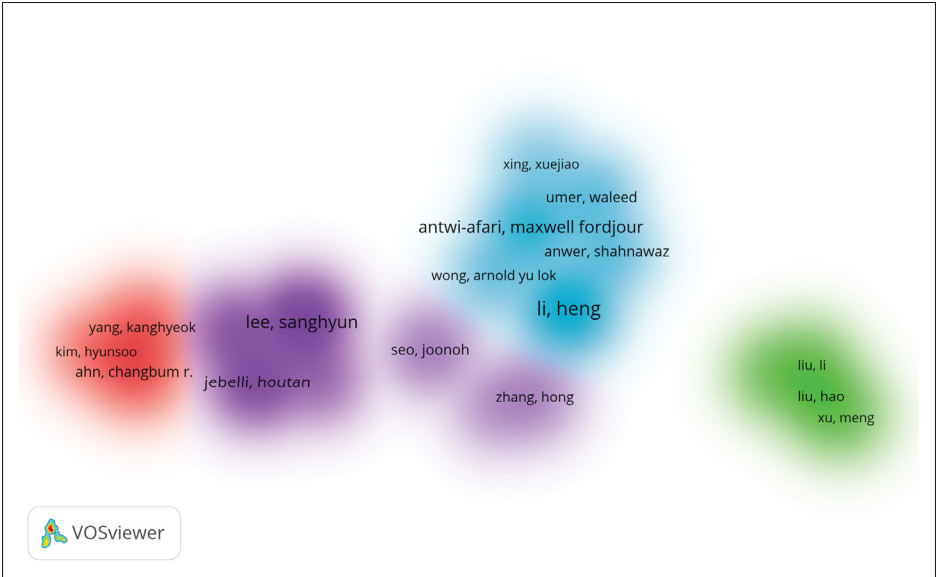 xing, xuejiao
umer, waleed
antwi-afari, maxwell fordjour
anwer, shahnawaz
wong, arnold yu lok
li, heng
lee, sanghyun
yang, kanghyeok
seo, joonoh
kim, hyunsoo
liu, li
ahn, changbum r.
jebelli, houtan
zhang, hong
liu, hao
xu, meng
VOSviewer